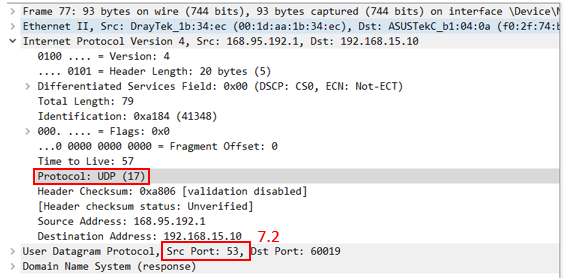 Frame 77: 93 bytes on wire (744 bits), 93 bytes captured (744 bits) on interface \Device\N
Ethernet II, Src: DrayTek_1b:34:ec (00:1d:aa:1b:34:ec), Dst: ASUSTekC_b1:04:0a (f0:2f:74:b
Internet Protocol Version 4, Src: 168.95.192.1, Dst: 192.168.15.10
0100 .... = Version: 4
.... 0101 = Header Length: 20 bytes (5)
Differentiated Services Field: 0x00 (DSCP: CS0, ECN: Not-ECT)
Total Length: 79
Identification: 0xa184 (41348)
000. .... = Flags: 0x0
...0 0000 0000 0000 = Fragment Offset: 0
Time to Live: 57
Protocol: UDP (17)
Header Checksum: 0xa806 [validation disabled]
[Header checksum status: Unverified]
Source Address: 168.95.192.1
Destination Address: 192.168.15.10 7.2
User Datagram Protocol, Src Port: 53, Dst Port: 60019
Domain Name System (response)